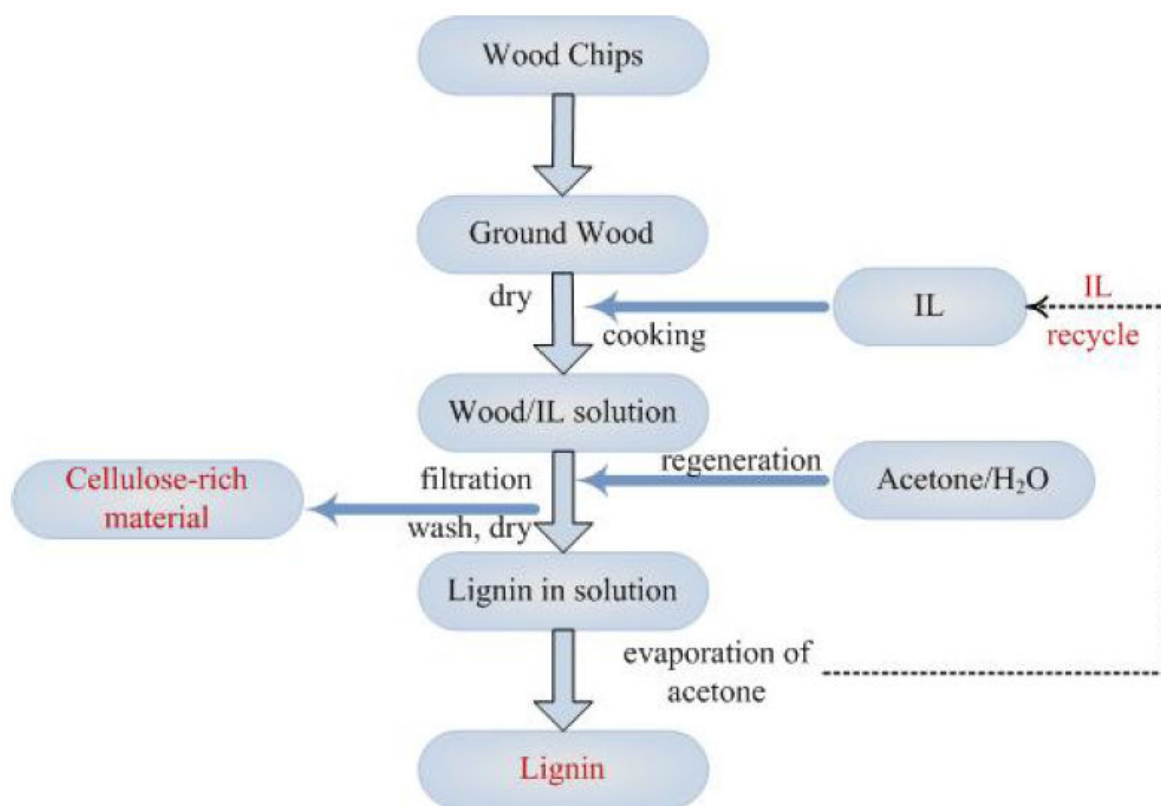 Wood Chips
Ground Wood
dry
cooking
IL
IL
recycle
Wood/IL solution
regeneration
Acetone/H₂O
filtration
wash, dry
Cellulose-rich
material
Lignin in solution
evaporation of
acetone
Lignin